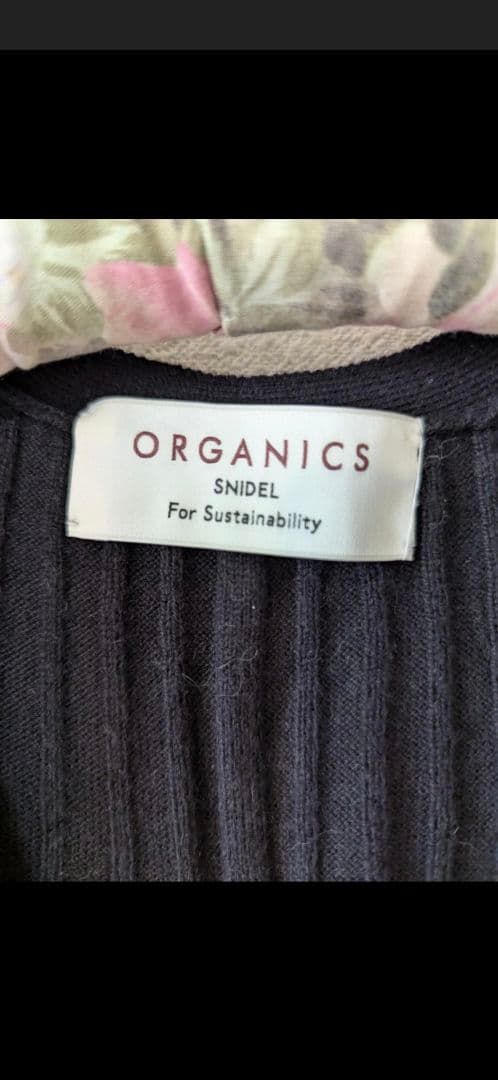 ORGANICS
SNIDEL
For Sustainability